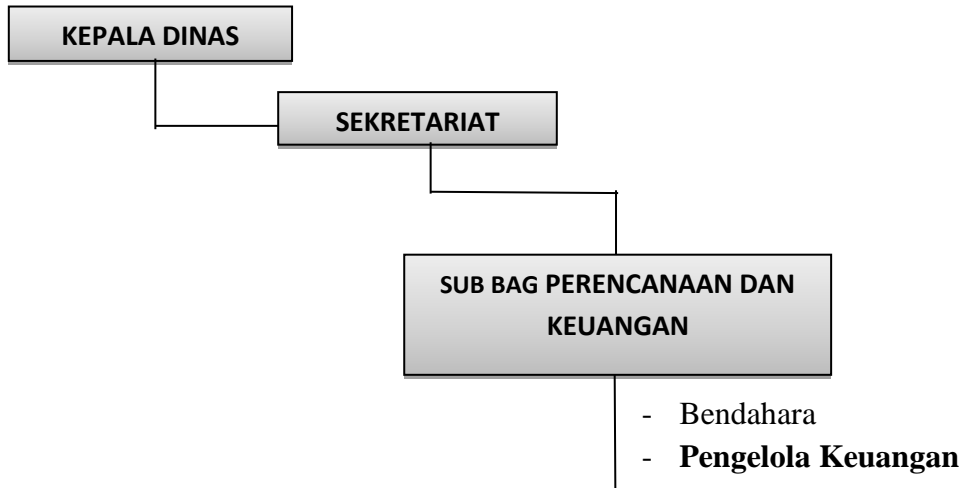 KEPALA DINAS
SEKRETARIAT
SUB BAG PERENCANAAN DAN
KEUANGAN
- Bendahara
- Pengelola Keuangan